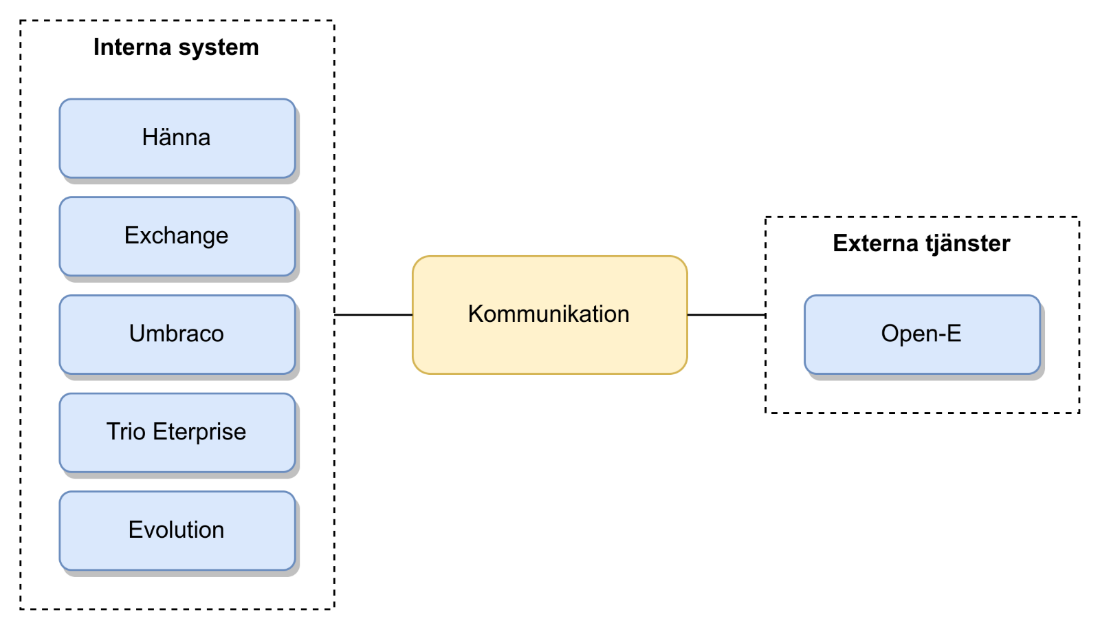 Interna system
Hänna
Exchange
Umbraco
Trio Eterprise
Evolution
Kommunikation
Externa tjänster
Open-E